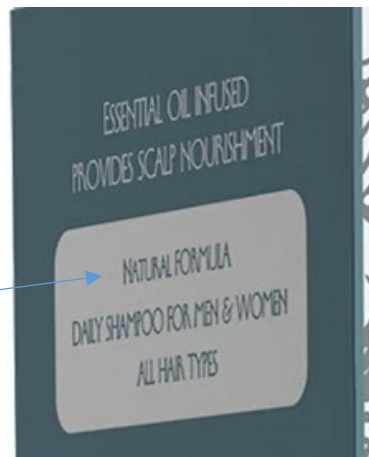 ESSENTIAL OIL INFUSED
PROVIDES SCALP NOURISHMENT
NATURAL FORMULA
DAILY SHAMPOO FOR MEN & WOMEN
ALL HAIR TYPES